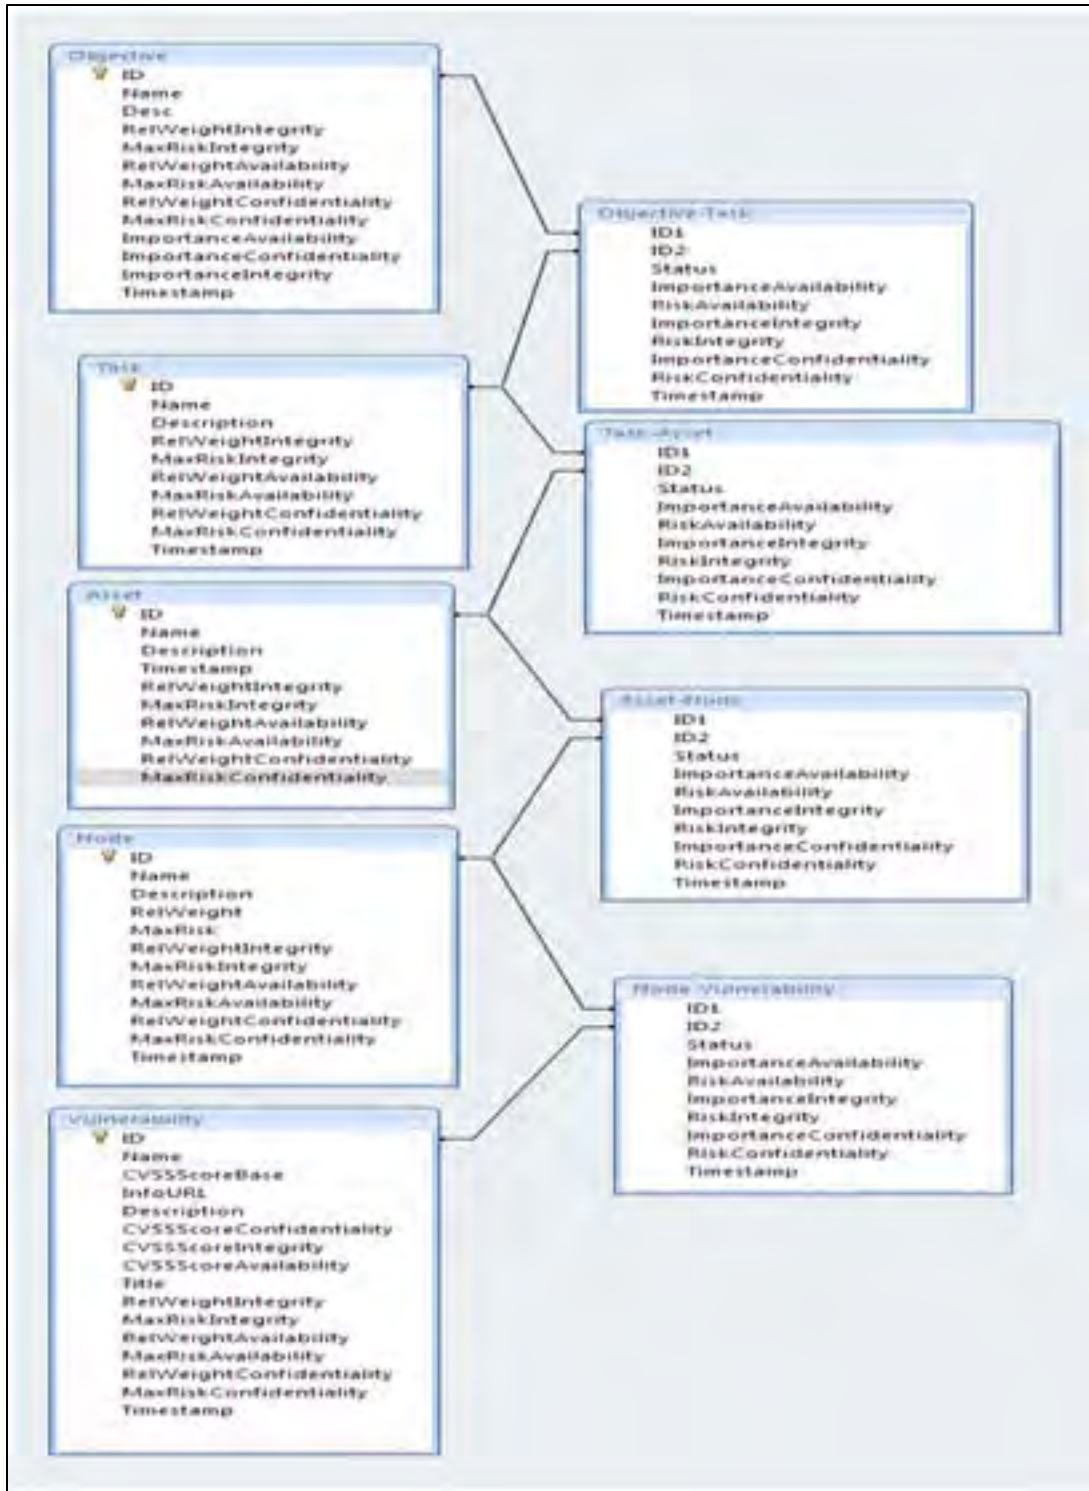 Objective
ID
Name
Desc
RelWeightIntegrity
MaxRiskIntegrity
RelWeightAvailability
MaxRiskAvailability
RelWeightConfidentiality
MaxRiskConfidentiality
ImportanceAvailability
ImportanceConfidentiality
ImportanceIntegrity
Timestamp
Objective-Task
ID1
ID2
Status
ImportanceAvailability
RiskAvailability
ImportanceIntegrity
RiskIntegrity
ImportanceConfidentiality
RiskConfidentiality
Timestamp
Task
ID
Name
Description
RelWeightIntegrity
MaxRiskIntegrity
RelWeightAvailability
MaxRiskAvailability
RelWeightConfidentiality
MaxRiskConfidentiality
Timestamp
Task-Asset
ID1
ID2
Status
ImportanceAvailability
RiskAvailability
ImportanceIntegrity
RiskIntegrity
ImportanceConfidentiality
RiskConfidentiality
Timestamp
Asset
ID
Name
Description
Timestamp
RelWeightIntegrity
MaxRiskIntegrity
RelWeightAvailability
MaxRiskAvailability
RelWeightConfidentiality
MaxRiskConfidentiality
Asset-Node
ID1
ID2
Status
ImportanceAvailability
RiskAvailability
ImportanceIntegrity
RiskIntegrity
ImportanceConfidentiality
RiskConfidentiality
Timestamp
Node
ID
Name
Description
RelWeight
MaxRisk
RelWeightIntegrity
MaxRiskIntegrity
RelWeightAvailability
MaxRiskAvailability
RelWeightConfidentiality
MaxRiskConfidentiality
Timestamp
Node-Vulnerability
ID1
ID2
Status
ImportanceAvailability
RiskAvailability
ImportanceIntegrity
RiskIntegrity
ImportanceConfidentiality
RiskConfidentiality
Timestamp
Vulnerability
ID
Name
CVSSScoreBase
InfoURL
Description
CVSSScoreConfidentiality
CVSSScoreIntegrity
CVSSScoreAvailability
Title
RelWeightIntegrity
MaxRiskIntegrity
RelWeightAvailability
MaxRiskAvailability
RelWeightConfidentiality
MaxRiskConfidentiality
Timestamp